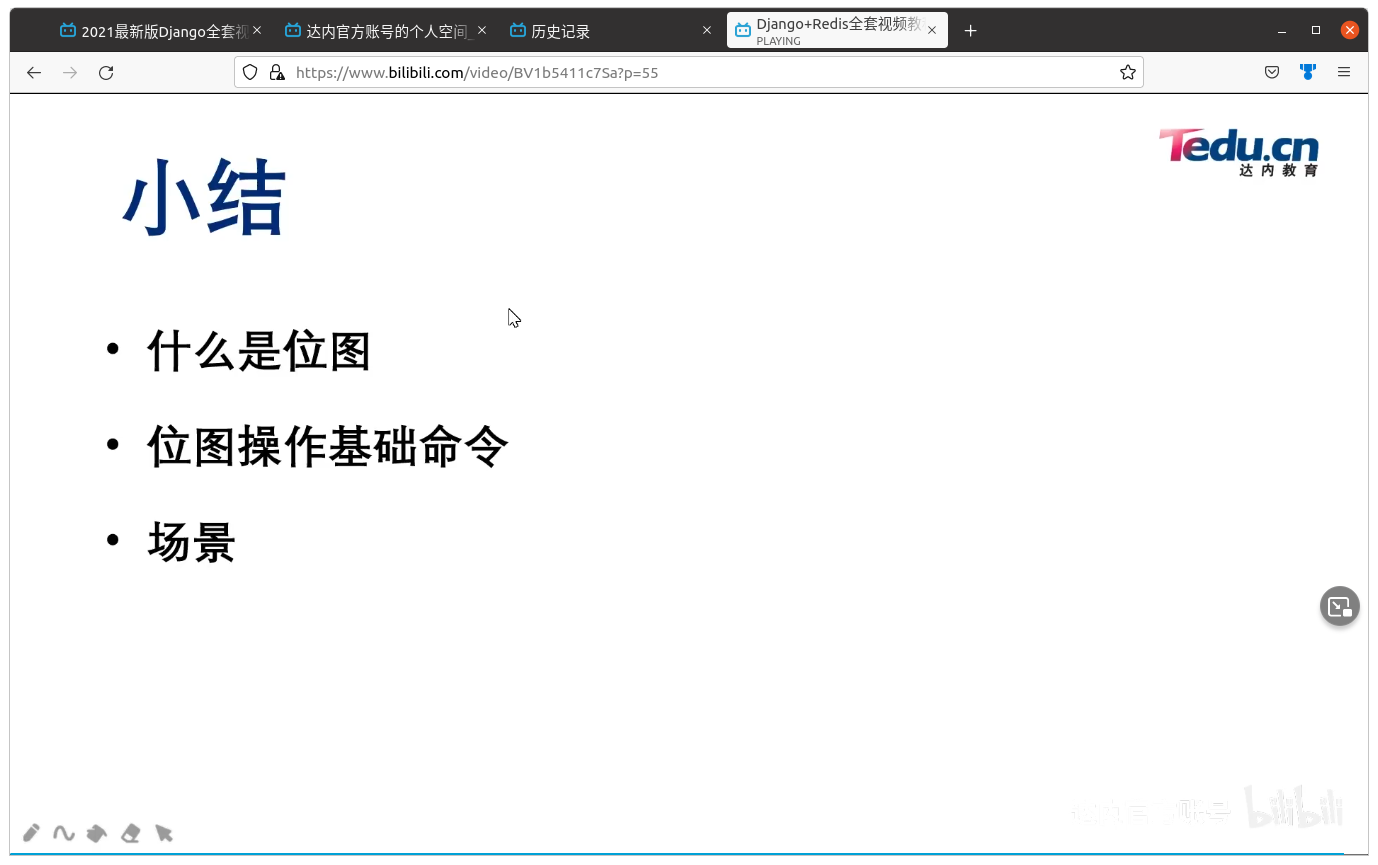 2021最新版Django全套视
达内官方账号的个人空间_
历史记录
Django+Redis全套视频教
PLAYING
https://www.bilibili.com/video/BV1b5411c7Sa?p=55
Tedu.cn
达内教育
小结
• 什么是位图
• 位图操作基础命令
• 场景
达内官方账号 bilibili